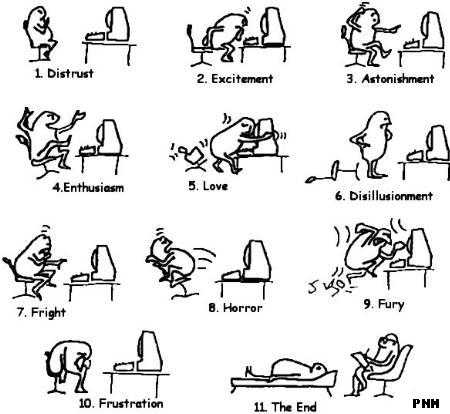 1. Distrust
2. Excitement
3. Astonishment
4.Enthusiasm
5. Love
6. Disillusionment
7. Fright
8. Horror
9. Fury
10. Frustration
11. The End
PNH